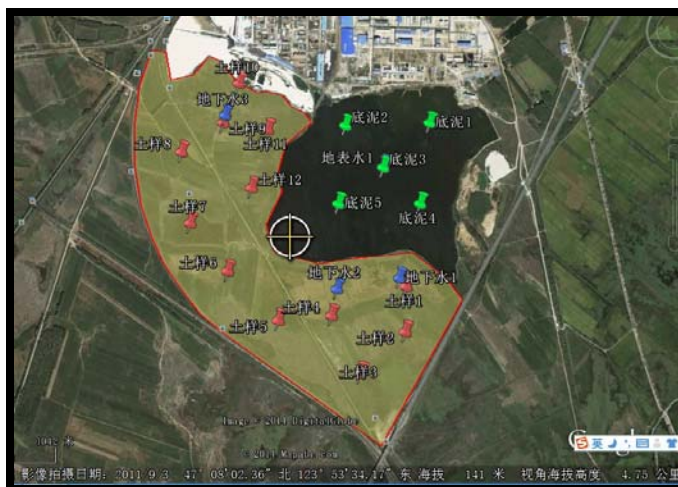 土样10
地下水3
土样9
土样11
土样8
土样12
土样7
土样6
土样5
土样4
地下水2
地下水1
土样1
土样2
土样3
底泥2
底泥1
地表水1
底泥3
底泥5
底泥4
Image © 2014 DigitalGlobe
© 2014 Mapabc.com
1042 米
英
影像拍摄日期: 2011.9.3 47° 08'02.36" 北 123° 53'34.17" 东 海拔 141 米 视角海拔高度 4.75 公里